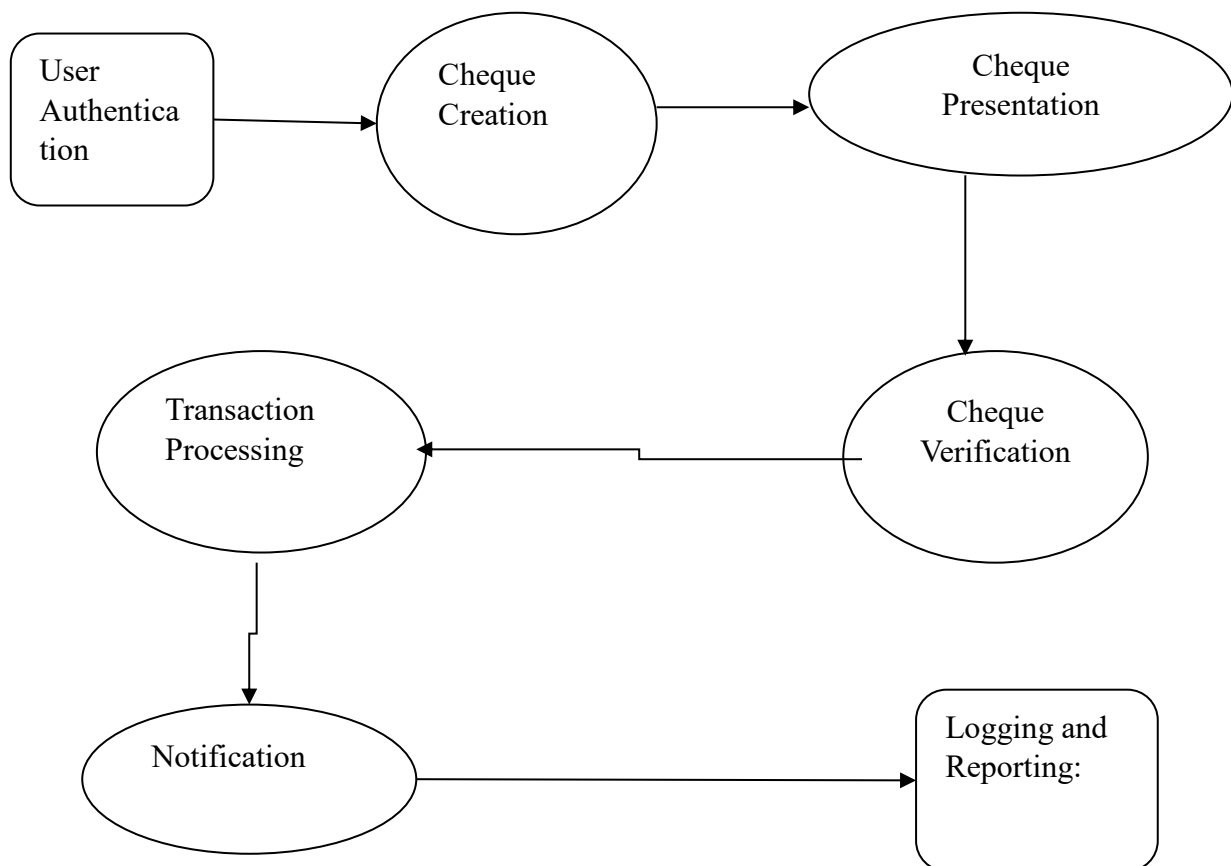 User
Authentica
tion
Cheque
Creation
Cheque
Presentation
Cheque
Verification
Transaction
Processing
Notification
Logging and
Reporting: